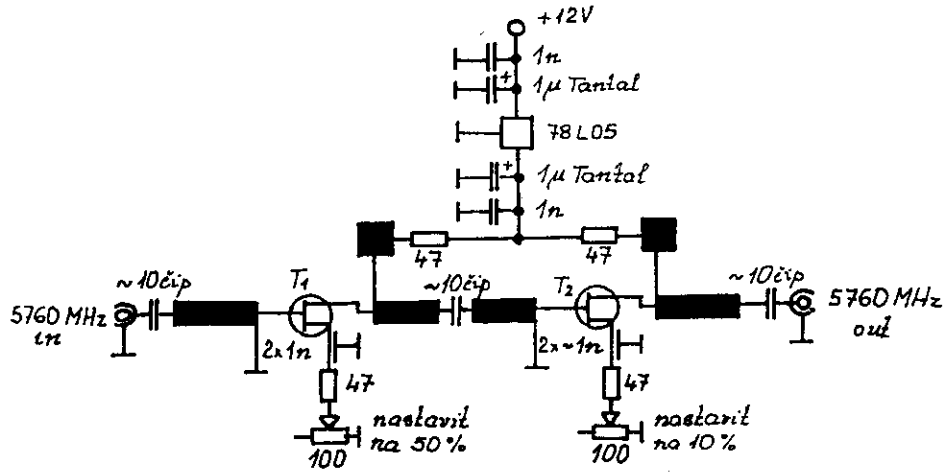 +12V
1n
+
1µ Tantal
78L05
+
1µ Tantal
1n
47
47
~10čip
T1
~10čip
T2
~10čip
5760 MHz
in
5760 MHz
out
2x1n
2x~1n
47
47
nastavit
na 50%
100
nastavit
na 10%
100